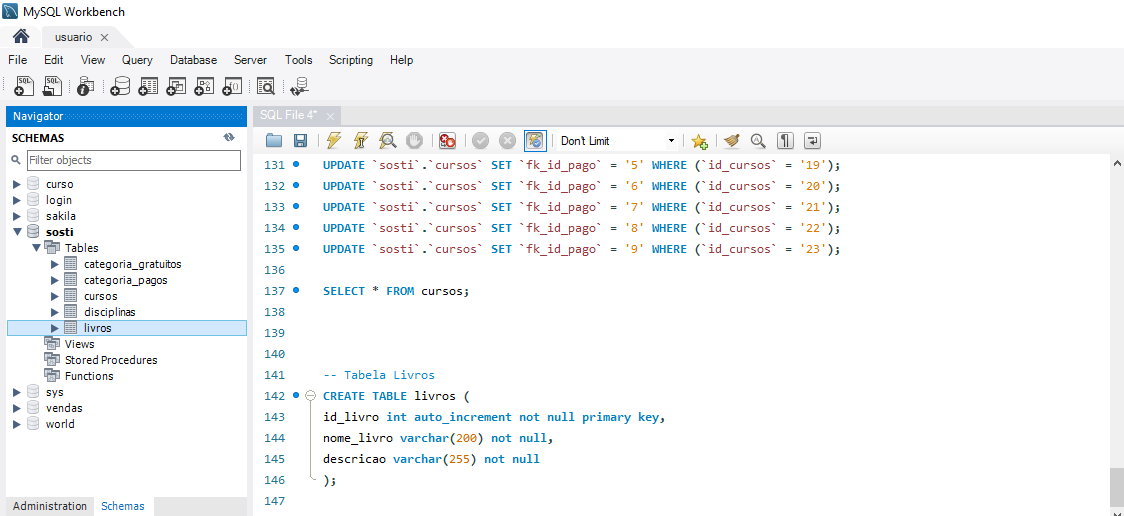 MySQL Workbench
usuario
File Edit View Query Database Server Tools Scripting Help
SQL SQL
Navigator
SCHEMAS
Filter objects
curso
login
sakila
sosti
Tables
categoria_gratuitos
categoria_pagos
cursos
disciplinas
livros
Views
Stored Procedures
Functions
sys
vendas
world
Administration Schemas
SQL File 4*
Don't Limit
131 UPDATE `sosti`.`cursos` SET `fk_id_pago` = '5' WHERE (`id_cursos` = '19');
132 UPDATE `sosti`.`cursos` SET `fk_id_pago` = '6' WHERE (`id_cursos` = '20');
133 UPDATE `sosti`.`cursos` SET `fk_id_pago` = '7' WHERE (`id_cursos` = '21');
134 UPDATE `sosti`.`cursos` SET `fk_id_pago` = '8' WHERE (`id_cursos` = '22');
135 UPDATE `sosti`.`cursos` SET `fk_id_pago` = '9' WHERE (`id_cursos` = '23');
136
137 SELECT * FROM cursos;
138
139
140
141 -- Tabela Livros
142 CREATE TABLE livros (
143 id_livro int auto_increment not null primary key,
144 nome_livro varchar(200) not null,
145 descricao varchar(255) not null
146 );
147